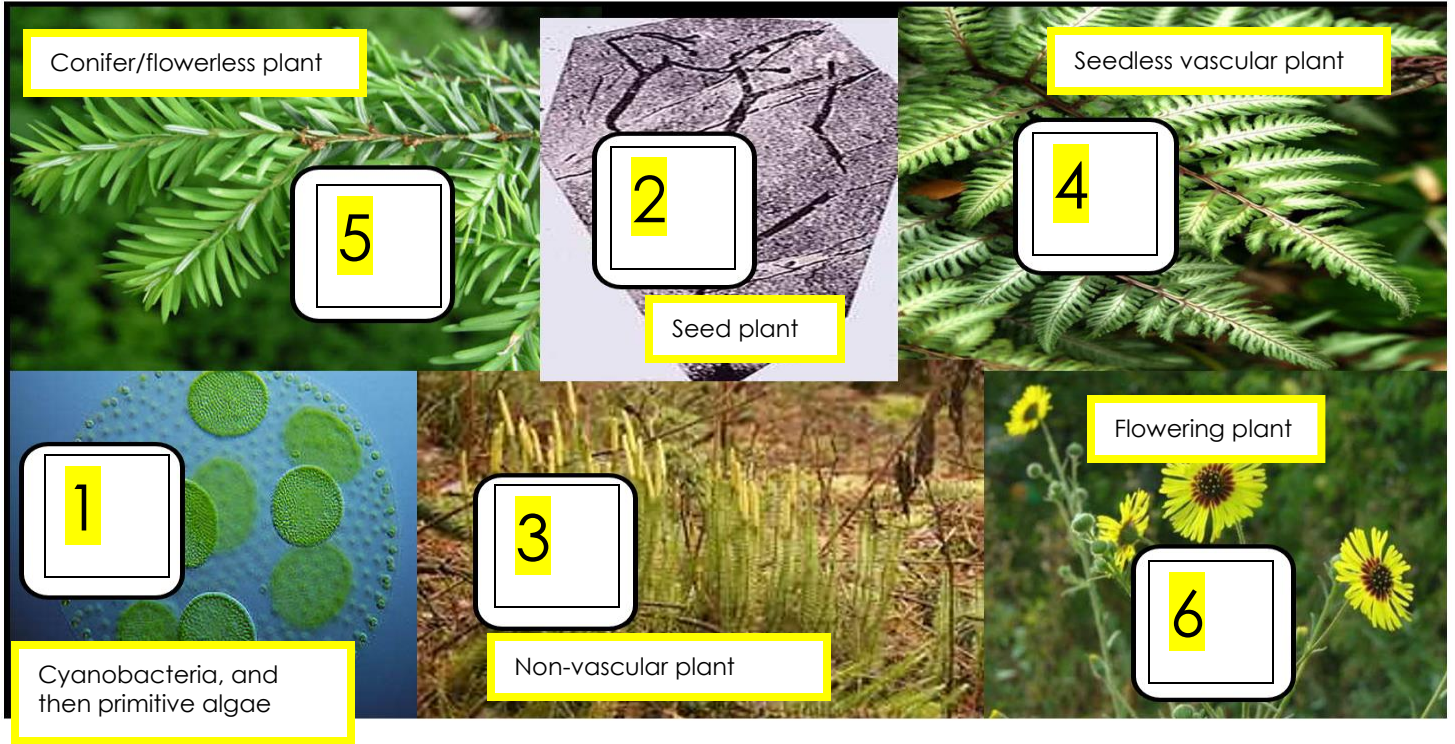 Conifer/flowerless plant
5
2
Seed plant
Seedless vascular plant
4
1
Cyanobacteria, and
then primitive algae
3
Non-vascular plant
Flowering plant
6